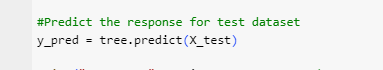 #Predict the response for test dataset
y_pred = tree.predict(X_test)